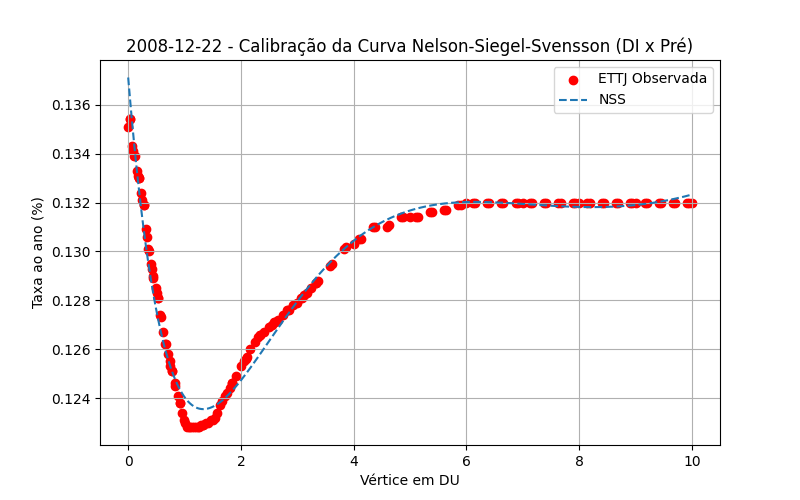 2008-12-22 - Calibração da Curva Nelson-Siegel-Svensson (DI x Pré)
ETTJ Observada
NSS
Taxa ao ano (%)
0.136
0.134
0.132
0.130
0.128
0.126
0.124
0
2
4
6
8
10
Vértice em DU